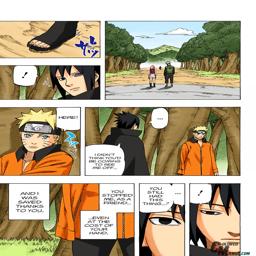 !
HERE!
!
...
I DIDN'T
THINK YOU'D
BE COMING
TO SEE
ME OFF...
AND I
WAS
SAVED
THANKS
TO YOU.
YOU
STOPPED
ME, AS A
FRIEND...
...EVEN
AT THE
COST OF
YOUR
HAND.
YOU
STILL
HAD
THIS
THING...?
...